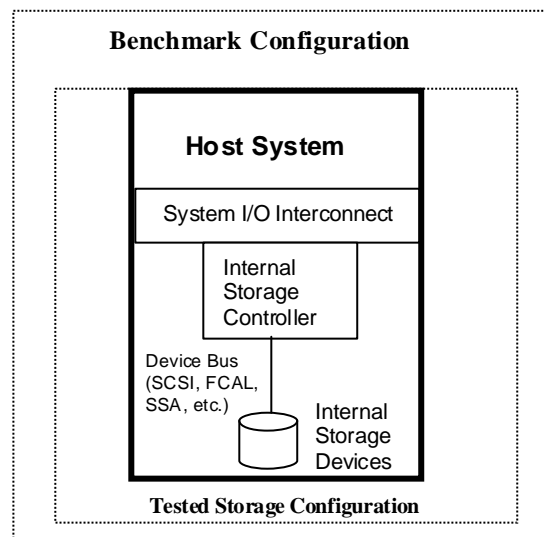 Benchmark Configuration
Host System
System I/O Interconnect
Internal
Storage
Controller
Device Bus
(SCSI, FCAL,
SSA, etc.)
Internal
Storage
Devices
Tested Storage Configuration